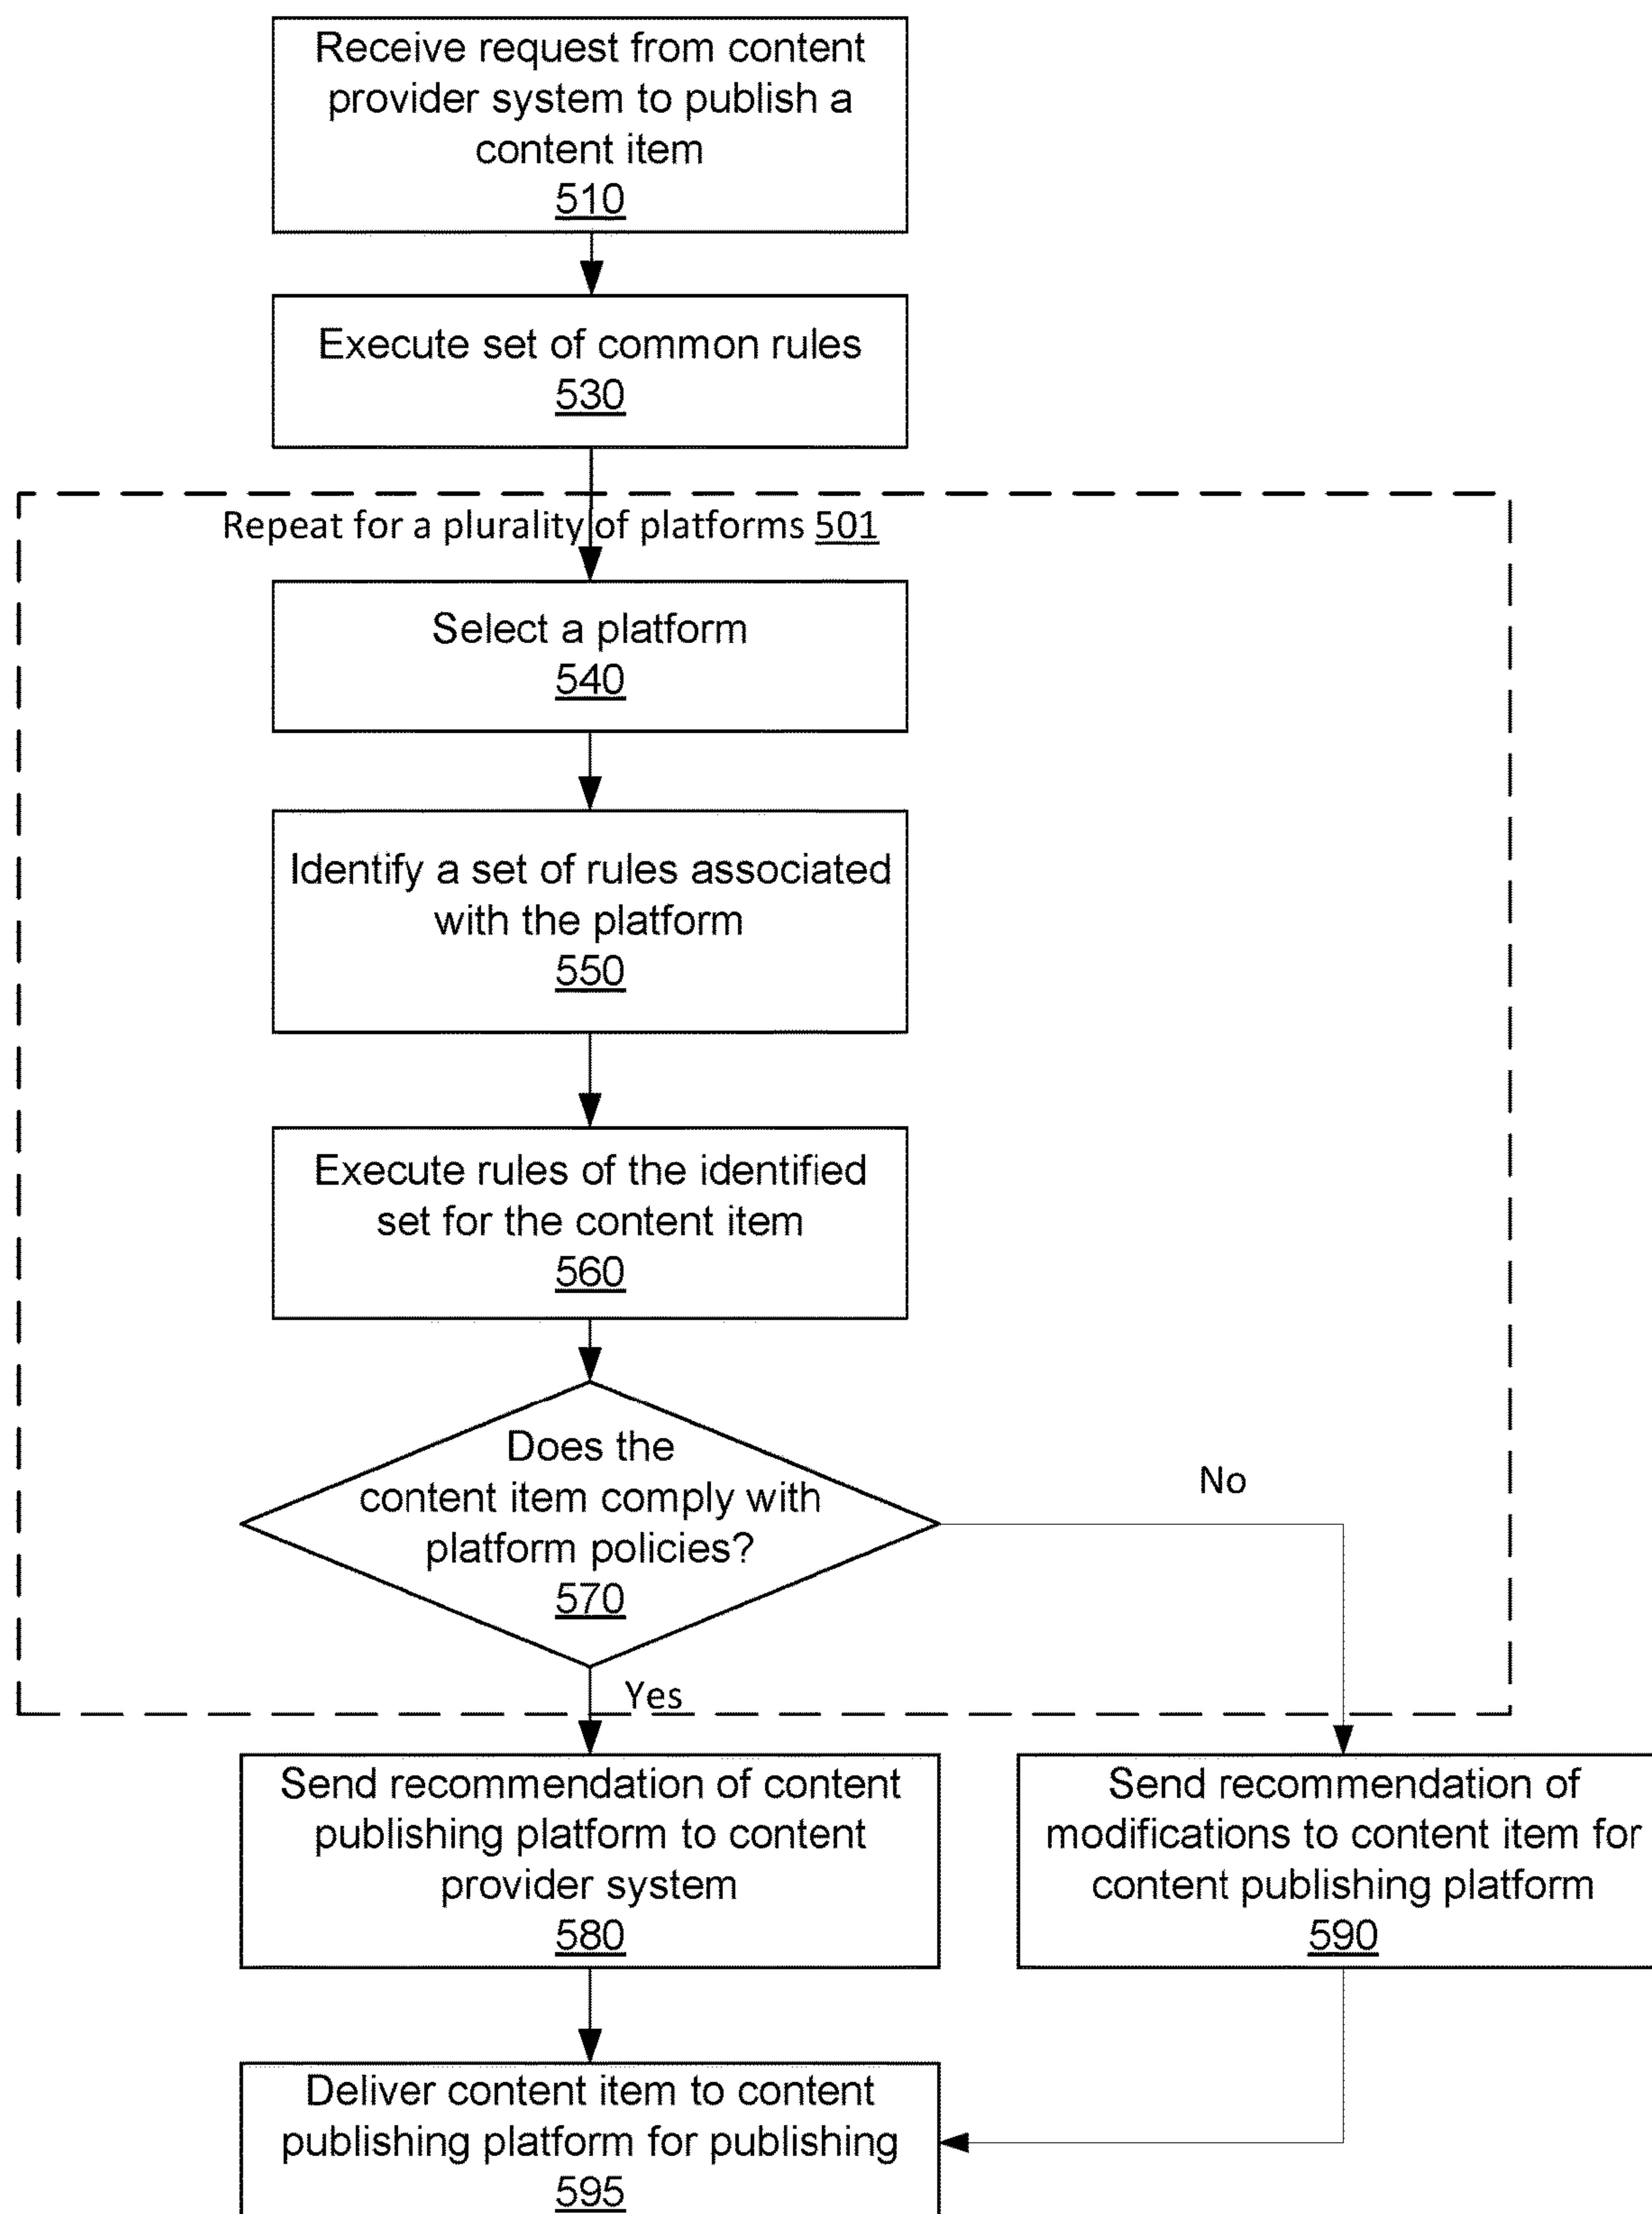 Receive request from content
provider system to publish a
content item
510
Execute set of common rules
530
Repeat for a plurality of platforms 501
Select a platform
540
Identify a set of rules associated
with the platform
550
Execute rules of the identified
set for the content item
560
Does the
content item comply with
platform policies?
570
No
Yes
Send recommendation of content
publishing platform to content
provider system
580
Send recommendation of
modifications to content item for
content publishing platform
590
Deliver content item to content
publishing platform for publishing
595